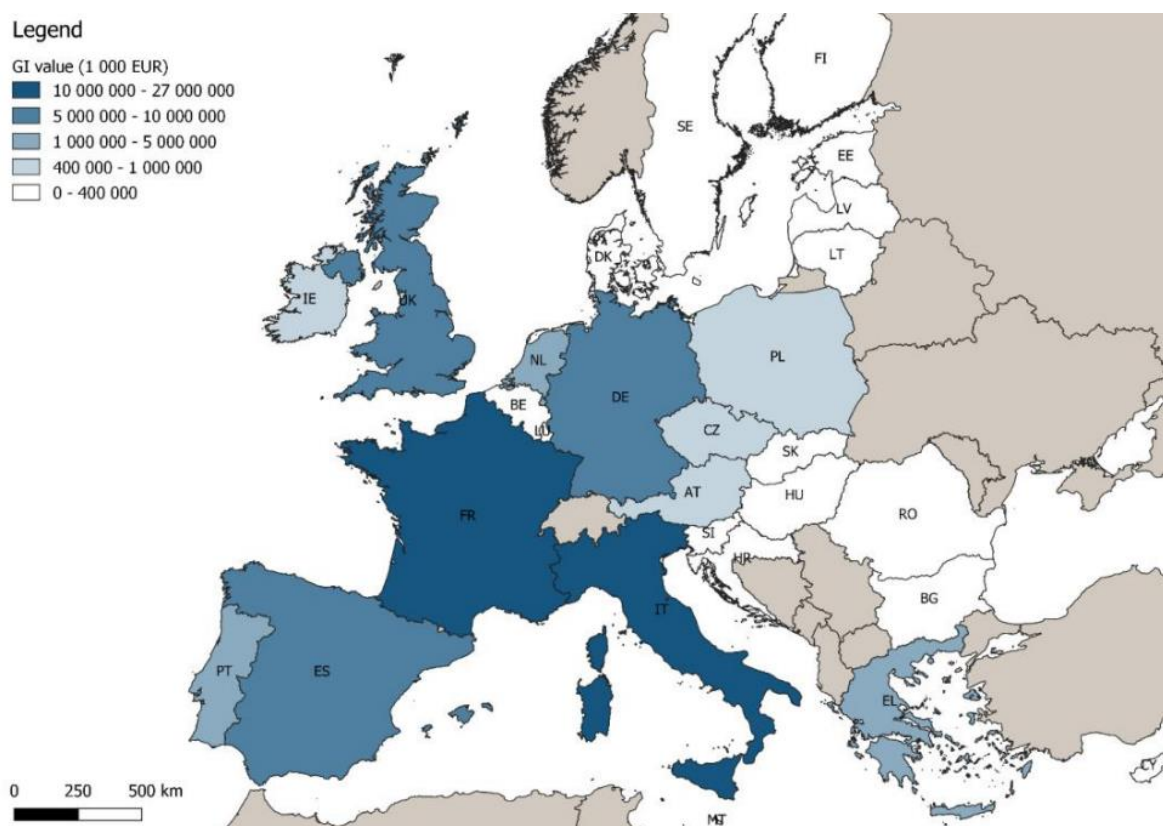 Legend
GI value (1 000 EUR)
10 000 000 - 27 000 000
5 000 000 - 10 000 000
1 000 000 - 5 000 000
400 000 - 1 000 000
0 - 400 000
FI
SE
EE
LV
LT
DK
IE
UK
NL
PL
BE
DE
LU
CZ
SK
AT
HU
FR
SI
RO
HR
BG
IT
PT
ES
EL
CY
0 250 500 km